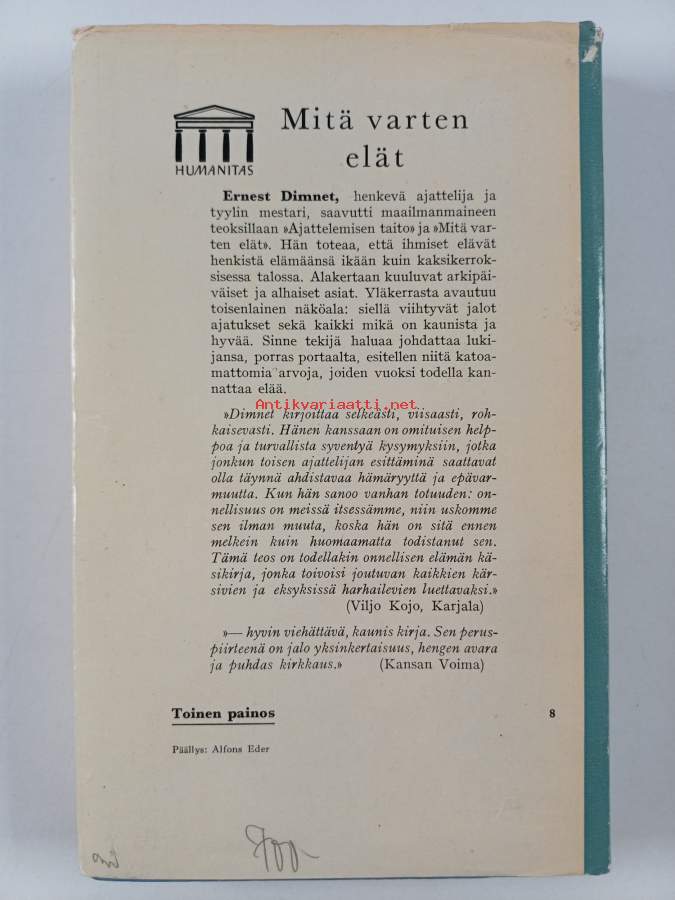 Mitä varten
elät
HUMANITAS
Ernest Dimnet, henkevä ajattelija ja
tyylin mestari, saavutti maailmanmaineen
teoksillaan »Ajattelemisen taito» ja »Mitä var-
ten elät». Hän toteaa, että ihmiset elävät
henkistä elämäänsä ikään kuin kaksikerrok-
sisessa talossa. Alakertaan kuuluvat arkipäi-
väiset ja alhaiset asiat. Yläkerrasta avautuu
toisenlainen näköala: siellä viihtyvät jalot
ajatukset sekä kaikki mikä on kaunista ja
hyvää. Sinne tekijä haluaa johdattaa luki-
jansa, porras portaalta, esitellen niitä katoa-
mattomia arvoja, joiden vuoksi todella kan-
nattaa elää.
Antikvariaatti.net
»Dimnet kirjoittaa selkeästi, viisaasti, roh-
kaisevasti. Hänen kanssaan on omituisen help-
poa ja turvallista syventyä kysymyksiin, jotka
jonkun toisen ajattelijan esittäminä saattavat
olla täynnä ahdistavaa hämäryyttä ja epävar-
muutta. Kun hän sanoo vanhan totuuden: on-
nellisuus on meissä itsessämme, niin uskomme
sen ilman muuta, koska hän on sitä ennen
melkein kuin huomaamatta todistanut sen.
Tämä teos on todellakin onnellisen elämän kä-
sikirja, jonka toivoisi joutuvan kaikkien kär-
sivien ja eksyksissä harhailevien luettavaksi.»
(Viljo Kojo, Karjala)
»— hyvin viehättävä, kaunis kirja. Sen perus-
piirteenä on jalo yksinkertaisuus, hengen avara
ja puhdas kirkkaus.» (Kansan Voima)
Toinen painos 8
Päällys: Alfons Eder